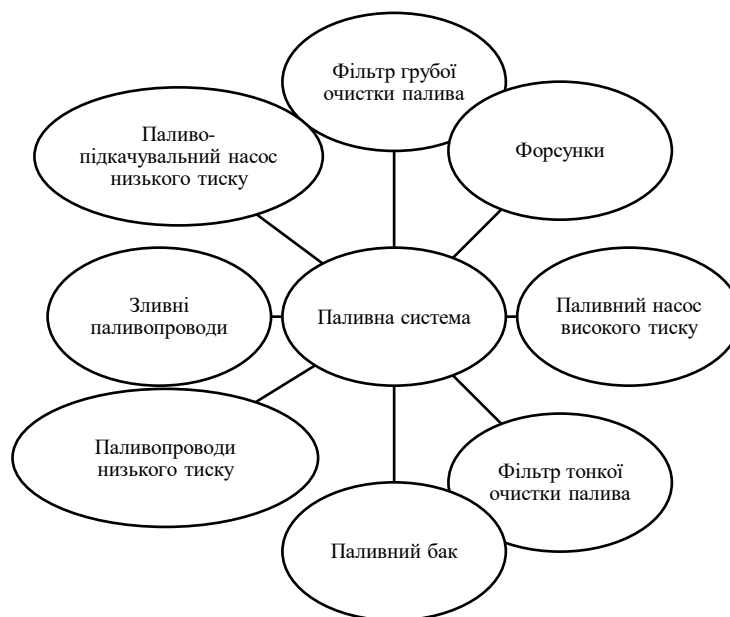 Фільтр грубої
очистки палива
Паливо-
підкачувальний насос
низького тиску
Форсунки
Зливні
паливопроводи
Паливна система
Паливний насос
високого тиску
Паливопроводи
низького тиску
Фільтр тонкої
очистки палива
Паливний бак